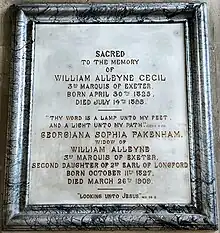 SACRED
TO THE MEMORY
OF
WILLIAM ALLEYNE CECIL
3RD MARQUIS OF EXETER.
BORN APRIL 30TH 1825,
DIED JULY 14TH 1895.
"THY WORD IS A LAMP UNTO MY FEET
AND A LIGHT UNTO MY PATH"
GEORGIANA SOPHIA PAKENHAM,
WIDOW OF
WILLIAM ALLEYNE
3RD MARQUIS OF EXETER,
SECOND DAUGHTER OF 2ND EARL OF LONGFORD
BORN OCTOBER 11TH 1827,
DIED MARCH 26TH 1909.
"LOOKING UNTO JESUS"